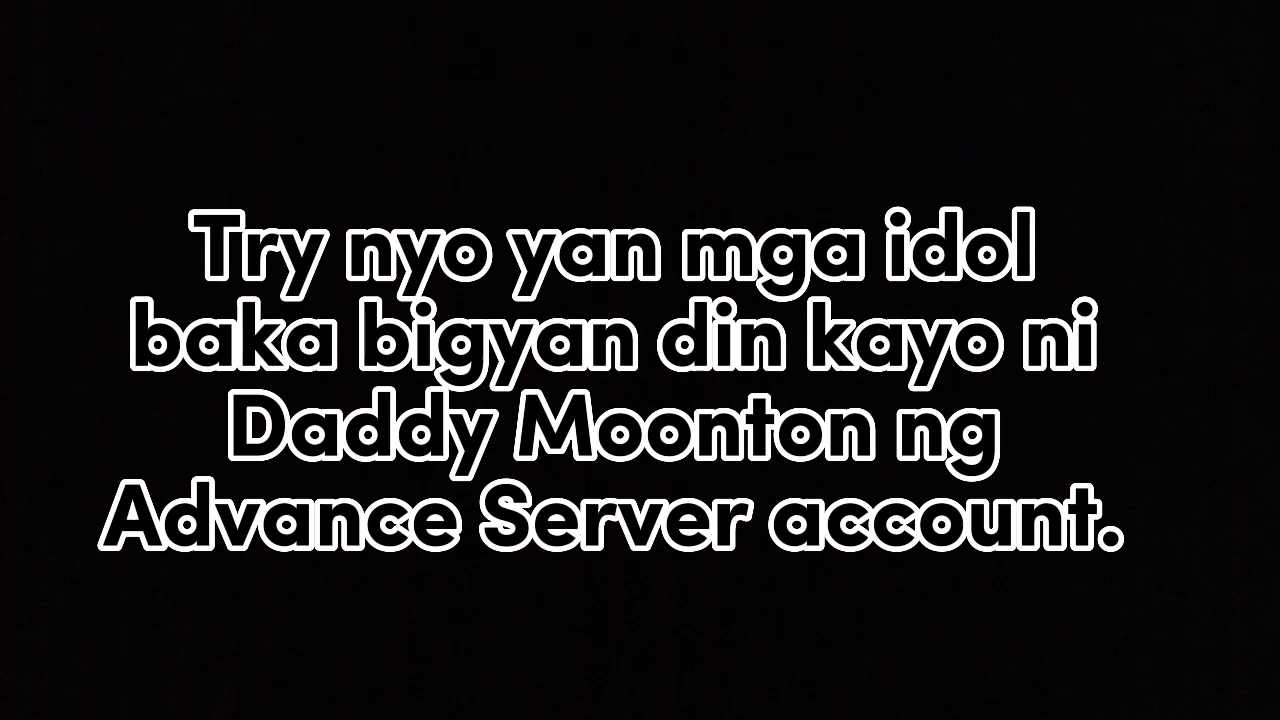 Try nyo yan mga idol
baka bigyan din kayo ni
Daddy Moonton ng
Advance Server account.